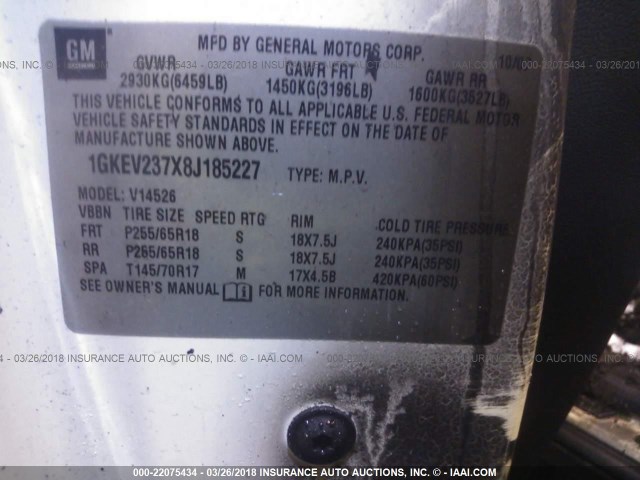 GM
MFD BY GENERAL MOTORS CORP.
GVWR GAWR FRT GAWR RR
2930KG(6459LB) 1450KG(3196LB) 1600KG(3527LB)
THIS VEHICLE CONFORMS TO ALL APPLICABLE U.S. FEDERAL MOTOR
VEHICLE SAFETY STANDARDS IN EFFECT ON THE DATE OF
MANUFACTURE SHOWN ABOVE.
1GKEV237X8J185227 TYPE: M.P.V.
MODEL: V14526
VBBN TIRE SIZE SPEED RTG RIM COLD TIRE PRESSURE
FRT P255/65R18 S 18X7.5J 240KPA(35PSI)
RR P255/65R18 S 18X7.5J 240KPA(35PSI)
SPA T145/70R17 M 17X4.5B 420KPA(60PSI)
SEE OWNER'S MANUAL FOR MORE INFORMATION.
000-22075434 - 03/26/2018 INSURANCE AUTO AUCTIONS, INC. - © IAAI.COM